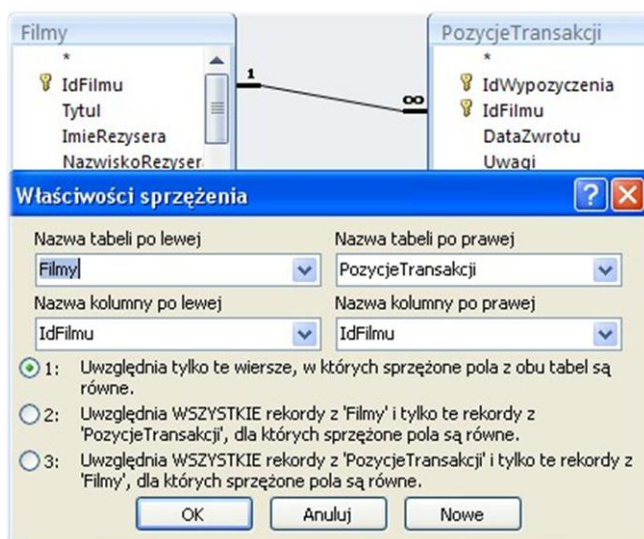 Filmy
*
IdFilmu
Tytul
ImieRezysera
NazwiskoRezyser
1
∞
PozycjeTransakcji
*
IdWypozyczenia
IdFilmu
DataZwrotu
Uwagi
Właściwości sprzężenia
Nazwa tabeli po lewej
Nazwa tabeli po prawej
Filmy
PozycjeTransakcji
Nazwa kolumny po lewej
Nazwa kolumny po prawej
IdFilmu
IdFilmu
1: Uwzględnia tylko te wiersze, w których sprzężone pola z obu tabel są
równe.
2: Uwzględnia WSZYSTKIE rekordy z 'Filmy' i tylko te rekordy z
'PozycjeTransakcji', dla których sprzężone pola są równe.
3: Uwzględnia WSZYSTKIE rekordy z 'PozycjeTransakcji' i tylko te rekordy z
'Filmy', dla których sprzężone pola są równe.
OK
Anuluj
Nowe